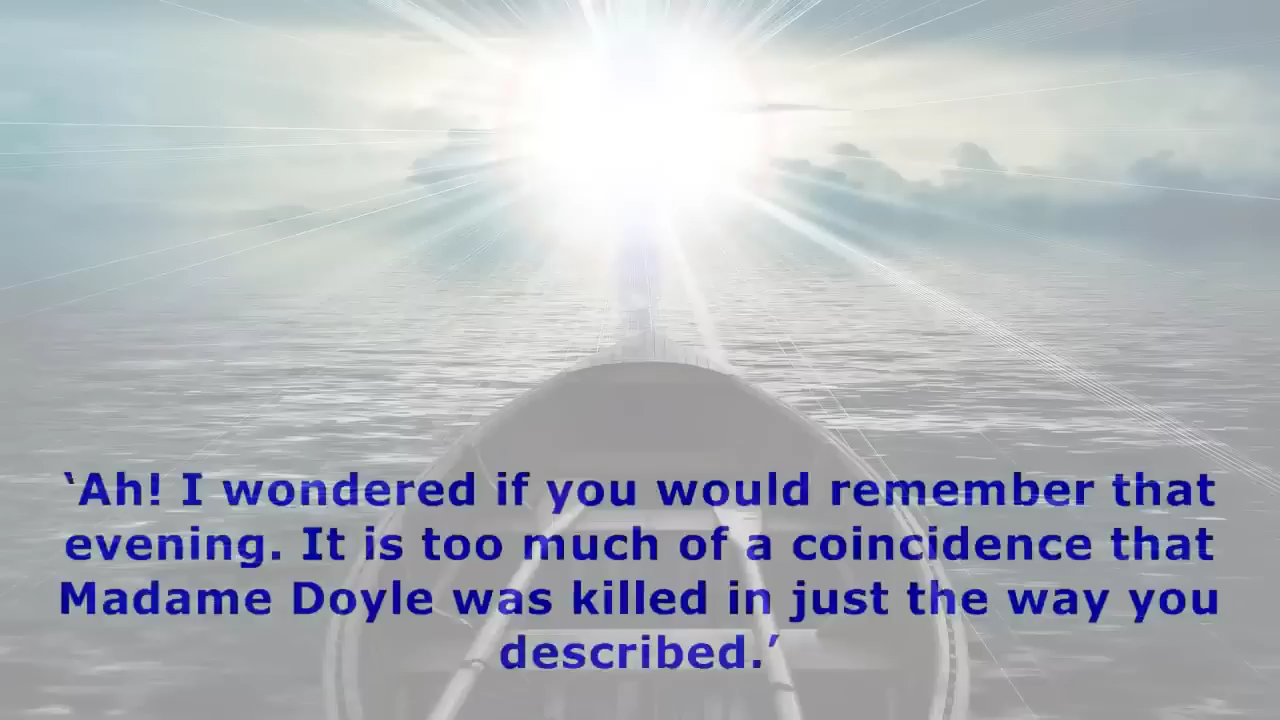 ‘Ah! I wondered if you would remember that
evening. It is too much of a coincidence that
Madame Doyle was killed in just the way you
described.’